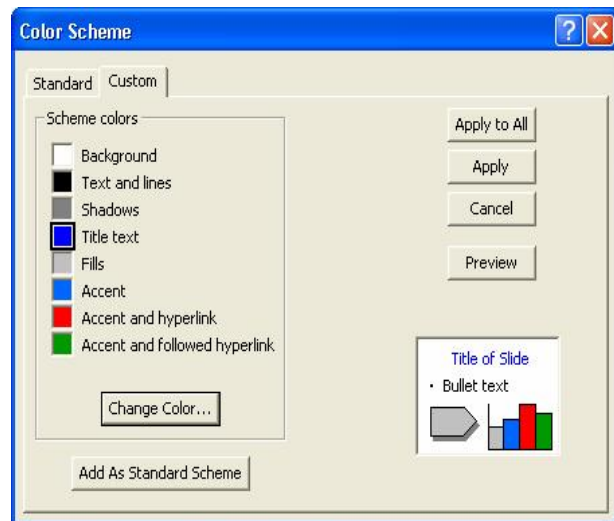 Color Scheme
Standard
Custom
Scheme colors
Background
Text and lines
Shadows
Title text
Fills
Accent
Accent and hyperlink
Accent and followed hyperlink
Change Color...
Add As Standard Scheme
Apply to All
Apply
Cancel
Preview
Title of Slide
• Bullet text